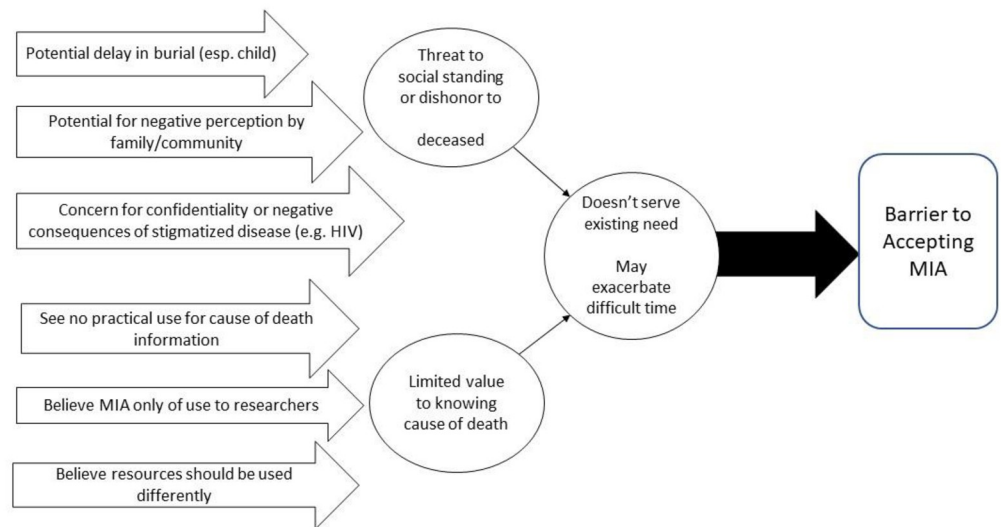 Potential delay in burial (esp. child)
Potential for negative perception by
family/community
Concern for confidentiality or negative
consequences of stigmatized disease (e.g. HIV)
See no practical use for cause of death
information
Believe MIA only of use to researchers
Believe resources should be used
differently
Threat to
social standing
or dishonor to
deceased
Limited value
to knowing
cause of death
Doesn’t serve
existing need
May
exacerbate
difficult time
Barrier to
Accepting
MIA